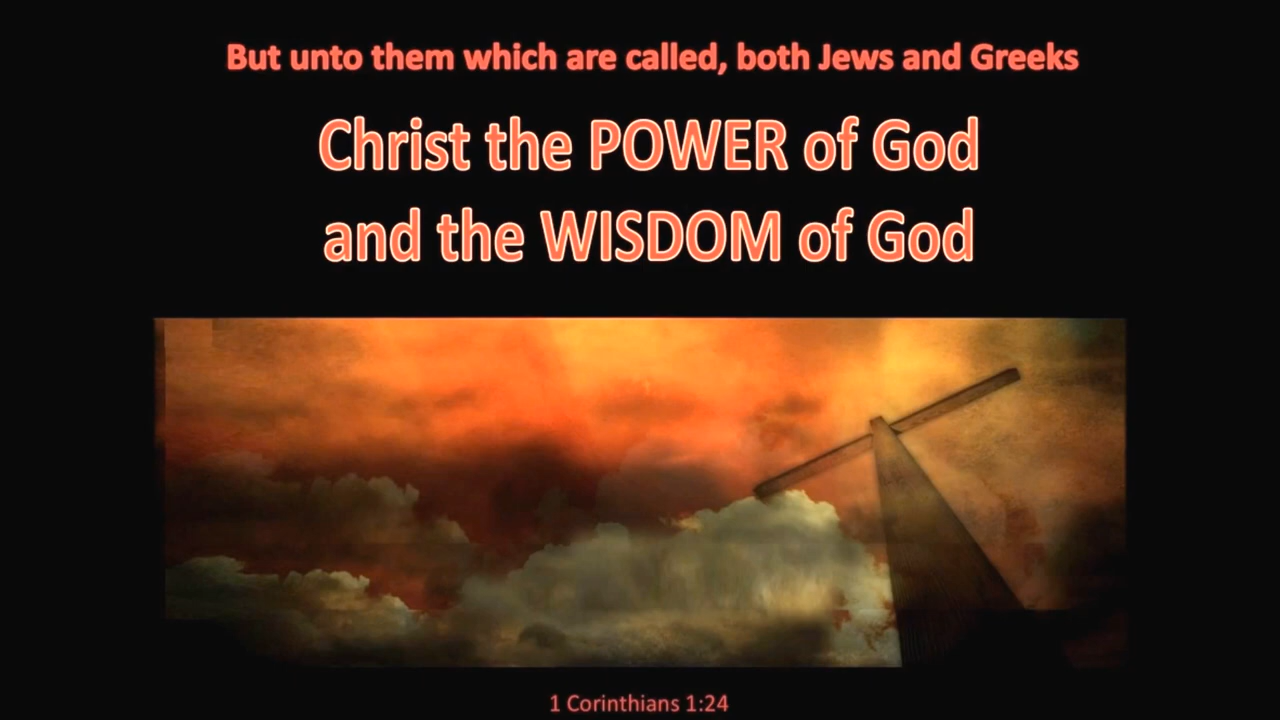 But unto them which are called, both Jews and Greeks
Christ the POWER of God
and the WISDOM of God
1 Corinthians 1:24